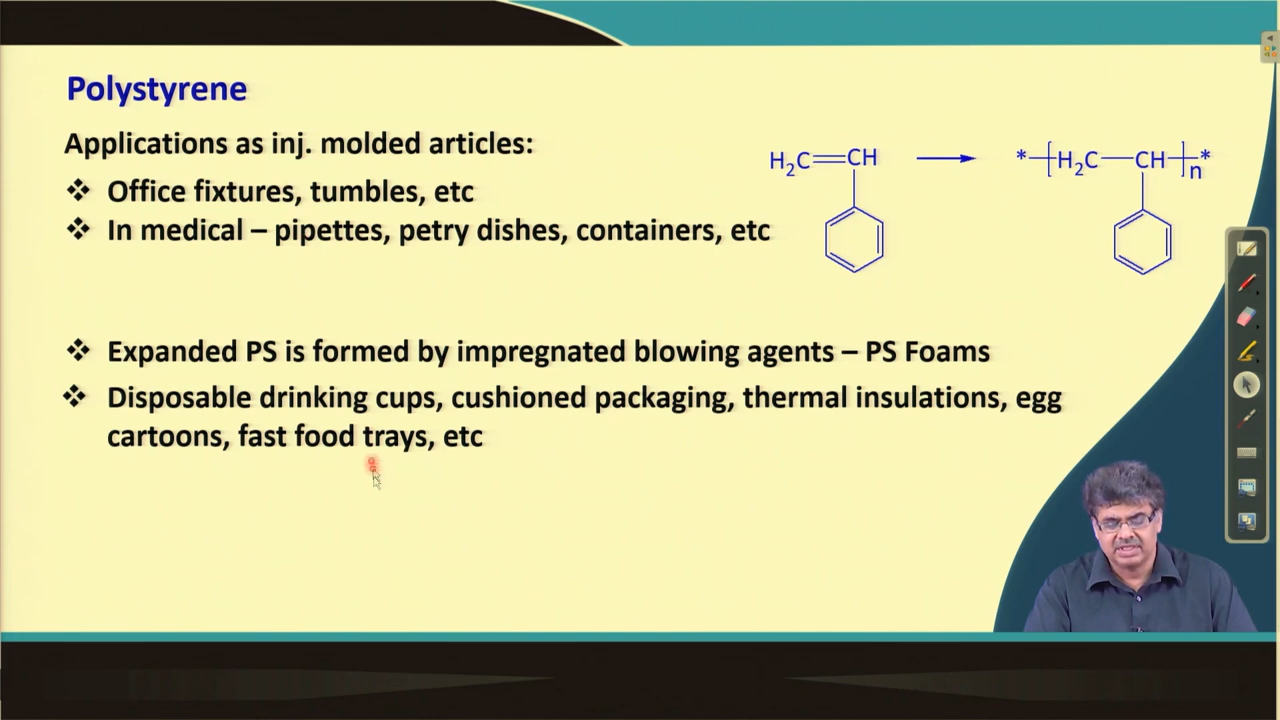 Polystyrene
Applications as inj. molded articles:
❖ Office fixtures, tumbles, etc
❖ In medical – pipettes, petry dishes, containers, etc
H₂C=CH
*-[H₂C-CH-]n*
❖ Expanded PS is formed by impregnated blowing agents – PS Foams
❖ Disposable drinking cups, cushioned packaging, thermal insulations, egg
cartoons, fast food trays, etc